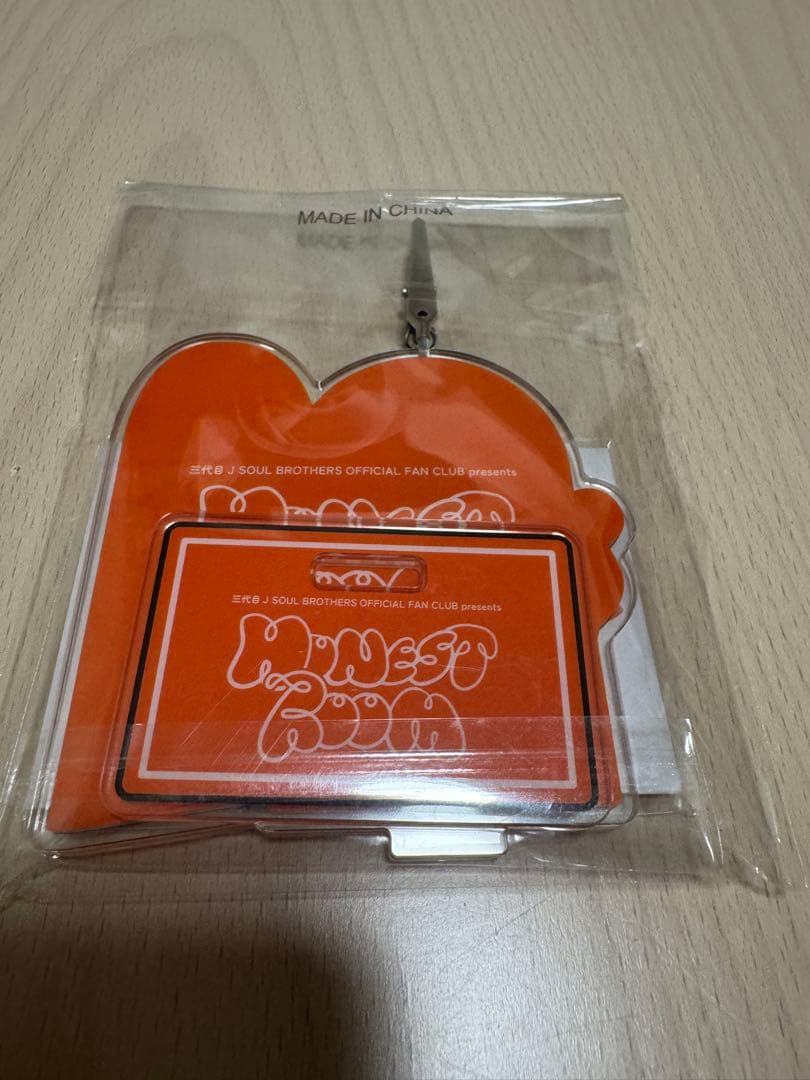 MADE IN CHINA
三代目 J SOUL BROTHERS OFFICIAL FAN CLUB presents
三代目 J SOUL BROTHERS OFFICIAL FAN CLUB presents
HONEST
ROOM